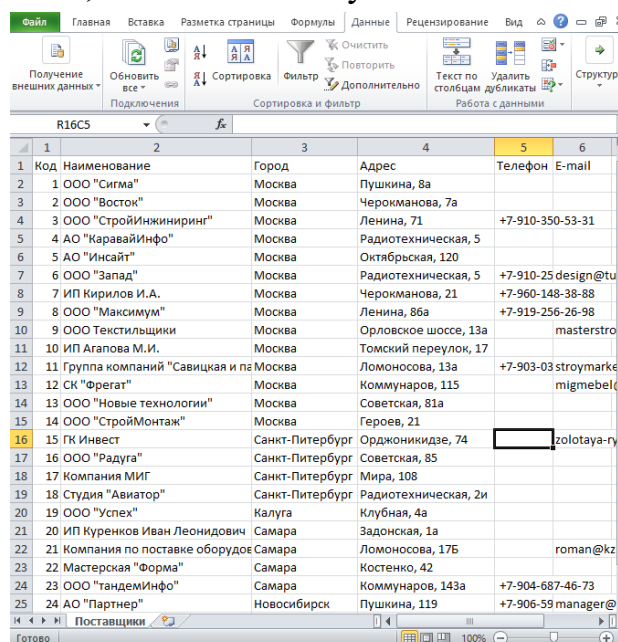 Файл Главная Вставка Разметка страницы Формулы Данные Рецензирование Вид
Получение внешних данных
Обновить все
Подключения
Сортировка
Фильтр
Очистить
Повторить
Дополнительно
Сортировка и фильтр
Текст по столбцам
Удалить дубликаты
Работа с данными
Структур
R16C5 fx
1 2 3 4 5 6
1 Код Наименование Город Адрес Телефон E-mail
2 1 ООО "Сигма" Москва Пушкина, 8а
3 2 ООО "Восток" Москва Черокманова, 7а
4 3 ООО "СтройИнжиниринг" Москва Ленина, 71 +7-910-350-53-31
5 4 АО "КаравайИнфо" Москва Радиотехническая, 5
6 5 АО "Инсайт" Москва Октябрьская, 120
7 6 ООО "Запад" Москва Радиотехническая, 5 +7-910-25 design@tu
8 7 ИП Кирилов И.А. Москва Черокманова, 21 +7-960-148-38-88
9 8 ООО "Максимум" Москва Ленина, 86а +7-919-256-26-98
10 9 ООО Текстильщики Москва Орловское шоссе, 13а masterstro
11 10 ИП Агапова М.И. Москва Томский переулок, 17
12 11 Группа компаний "Савицкая и па Москва Ломоносова, 13а +7-903-03 stroymarke
13 12 СК "Фрегат" Москва Коммунаров, 115 migmebel
14 13 ООО "Новые технологии" Москва Советская, 81а
15 14 ООО "СтройМонтаж" Москва Героев, 21
16 15 ГК Инвест Санкт-Питербург Орджоникидзе, 74 zolotaya-ry
17 16 ООО "Радуга" Санкт-Питербург Советская, 85
18 17 Компания МИГ Санкт-Питербург Мира, 108
19 18 Студия "Авиатор" Санкт-Питербург Радиотехническая, 2и
20 19 ООО "Успех" Калуга Клубная, 4а
21 20 ИП Куренков Иван Леонидович Самара Задонская, 1а
22 21 Компания по поставке оборудов Самара Ломоносова, 17Б roman@kz
23 22 Мастерская "Форма" Самара Костенко, 42
24 23 ООО "тандемИнфо" Самара Коммунаров, 143а +7-904-687-46-73
25 24 АО "Партнер" Новосибирск Пушкина, 119 +7-906-59 manager@
Поставщики
Готово 100%